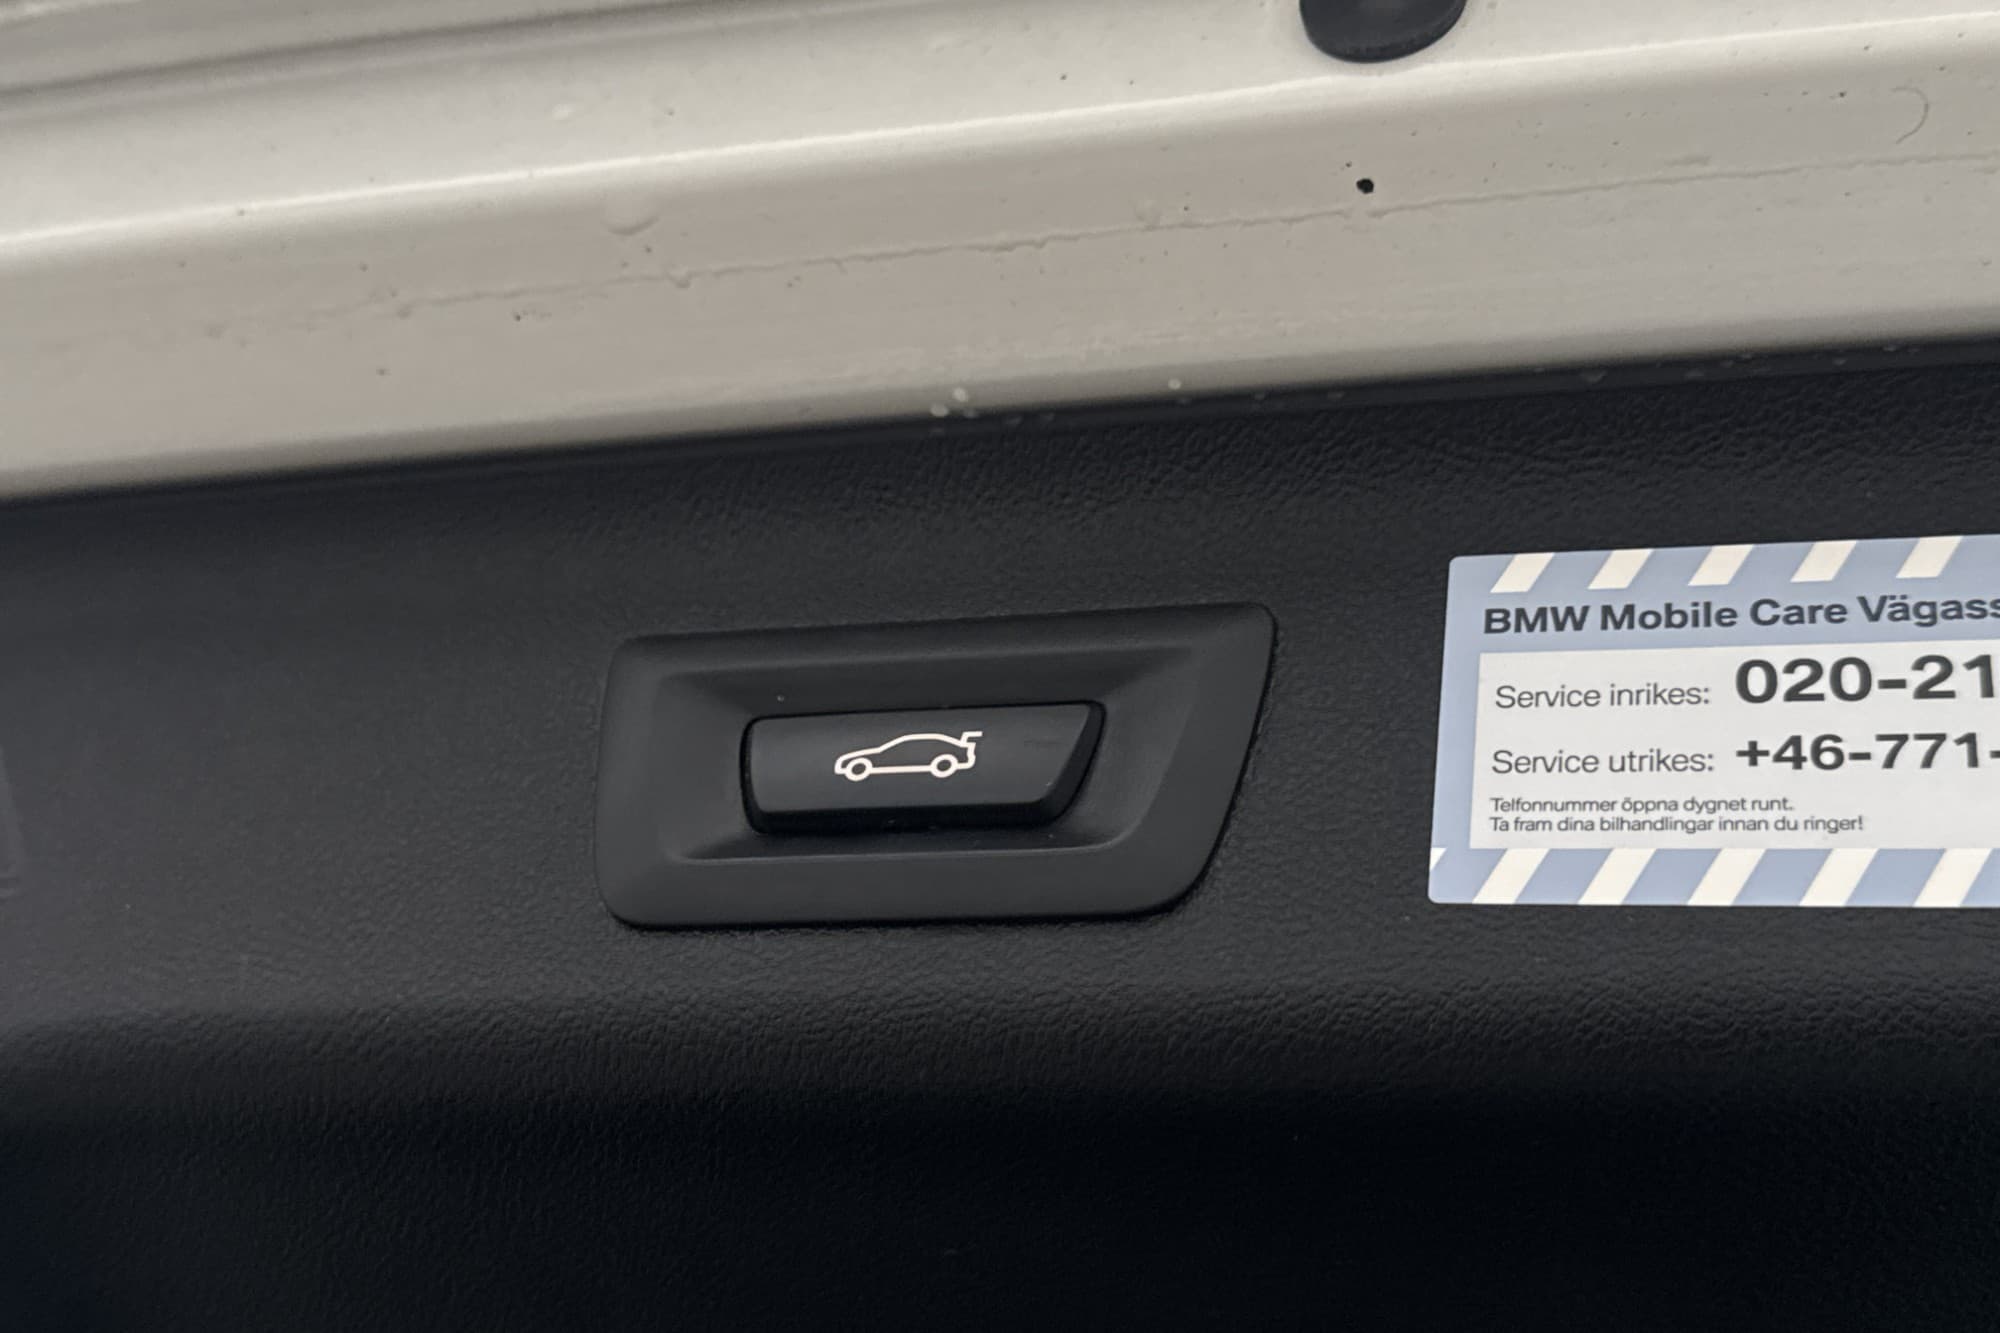 BMW Mobile Care Vägass
Service inrikes: 020-21
Service utrikes: +46-771-
Telfonnummer öppna dygnet runt.
Ta fram dina bilhandlingar innan du ringer!